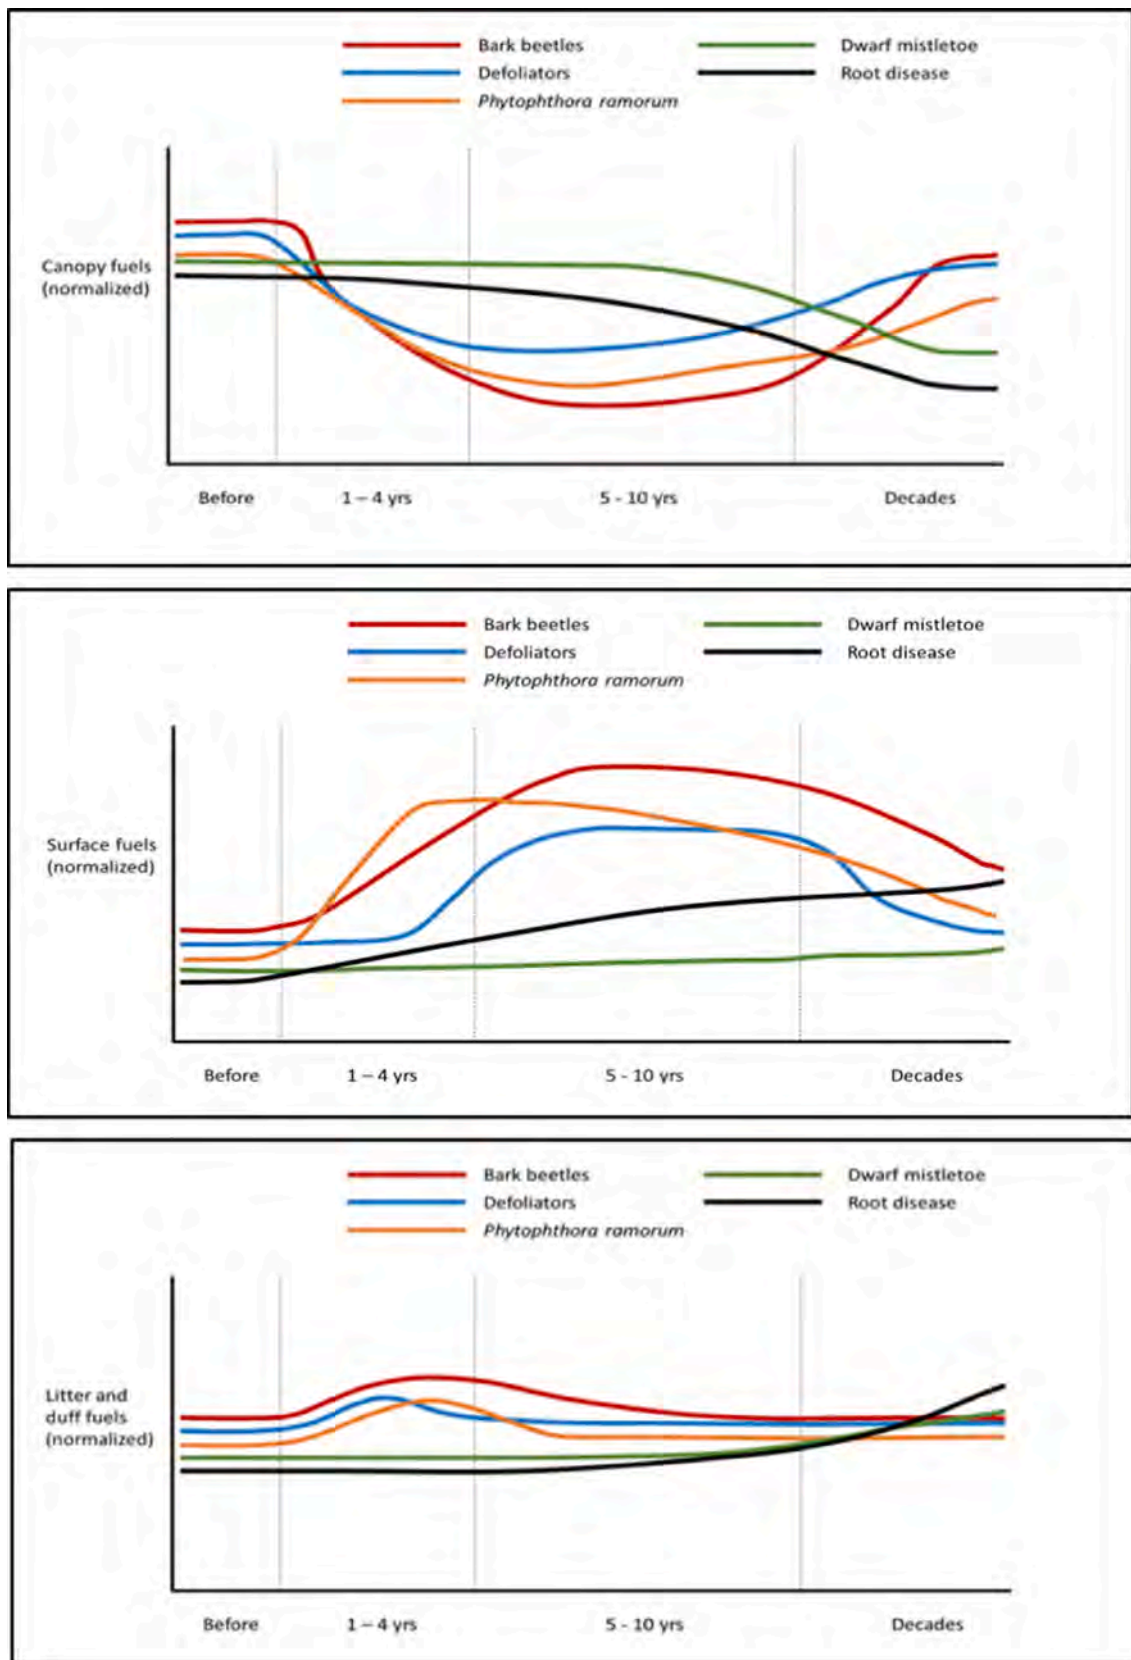 Bark beetles
Dwarf mistletoe
Defoliators
Root disease
Phytophthora ramorum
Canopy fuels
(normalized)
Before
1 – 4 yrs
5 - 10 yrs
Decades
Bark beetles
Dwarf mistletoe
Defoliators
Root disease
Phytophthora ramorum
Surface fuels
(normalized)
Before
1 – 4 yrs
5 - 10 yrs
Decades
Bark beetles
Dwarf mistletoe
Defoliators
Root disease
Phytophthora ramorum
Litter and
duff fuels
(normalized)
Before
1 – 4 yrs
5 - 10 yrs
Decades